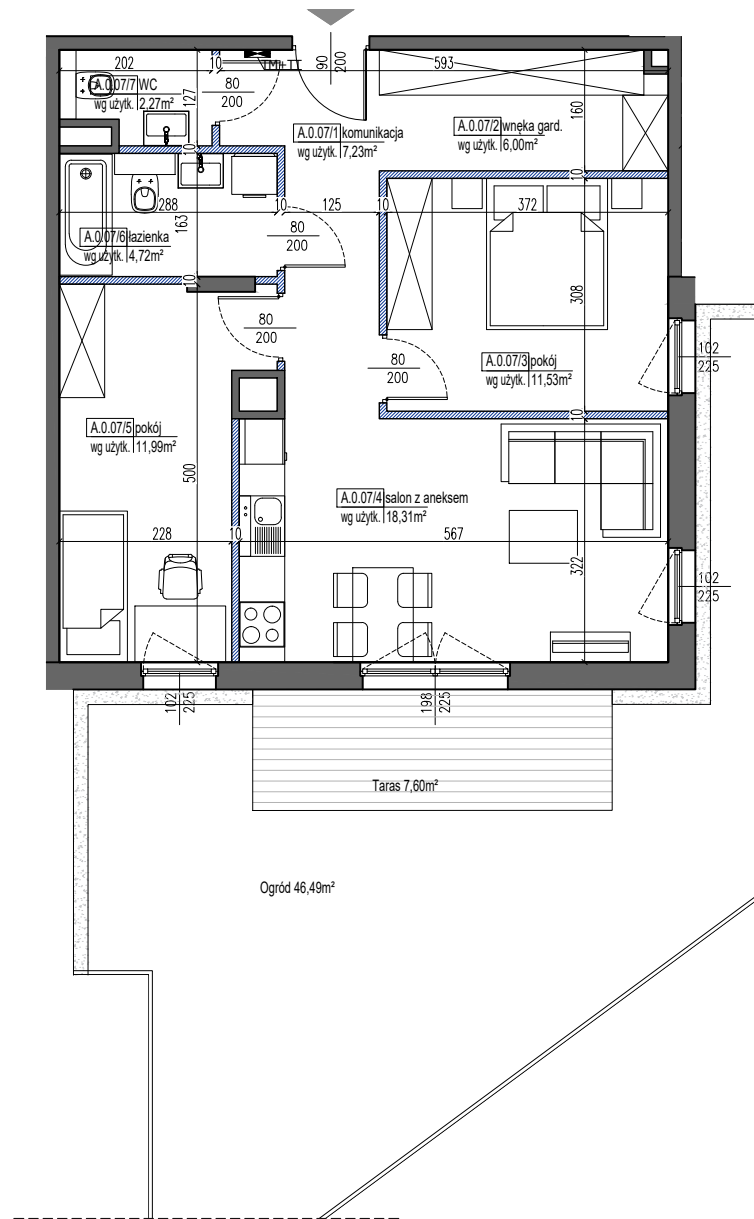 202
10
TM+TT
90
200
593
A.0.07/7 WC
wg użytk. 2,27m²
127
80
200
A.0.07/1 komunikacja
wg użytk. 7,23m²
A.0.07/2 wnęka gard.
wg użytk. 6,00m²
160
10
10
288
10
125
10
372
163
80
200
A.0.07/6 łazienka
wg użytk. 4,72m²
10
308
80
200
80
200
A.0.07/3 pokój
wg użytk. 11,53m²
102
225
10
A.0.07/5 pokój
wg użytk. 11,99m²
500
A.0.07/4 salon z aneksem
wg użytk. 18,31m²
228
10
567
322
102
225
102
225
198
225
Taras 7,60m²
Ogród 46,49m²